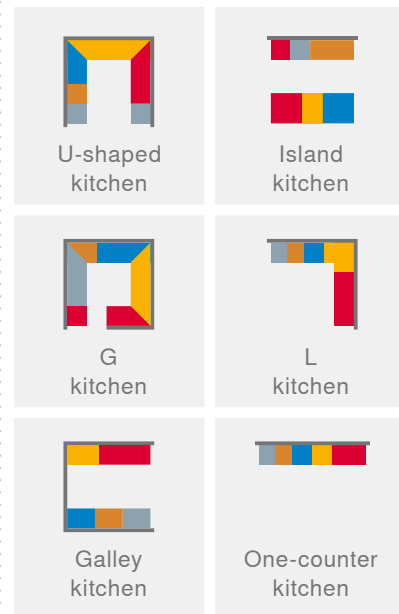 U-shaped
kitchen
Island
kitchen
G
kitchen
L
kitchen
Galley
kitchen
One-counter
kitchen